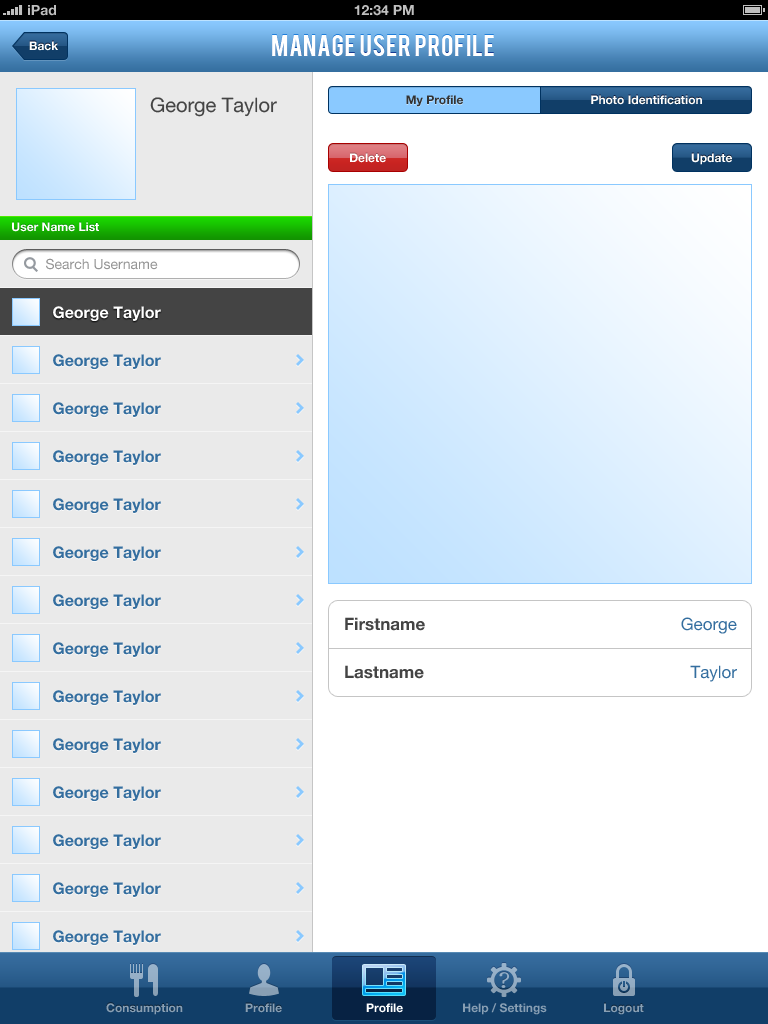 iPad
12:34 PM
Back
MANAGE USER PROFILE
George Taylor
User Name List
Search Username
George Taylor
George Taylor
George Taylor
George Taylor
George Taylor
George Taylor
George Taylor
George Taylor
George Taylor
George Taylor
George Taylor
George Taylor
George Taylor
George Taylor
My Profile
Photo Identification
Delete
Update
Firstname George
Lastname Taylor
Consumption
Profile
Profile
Help / Settings
Logout